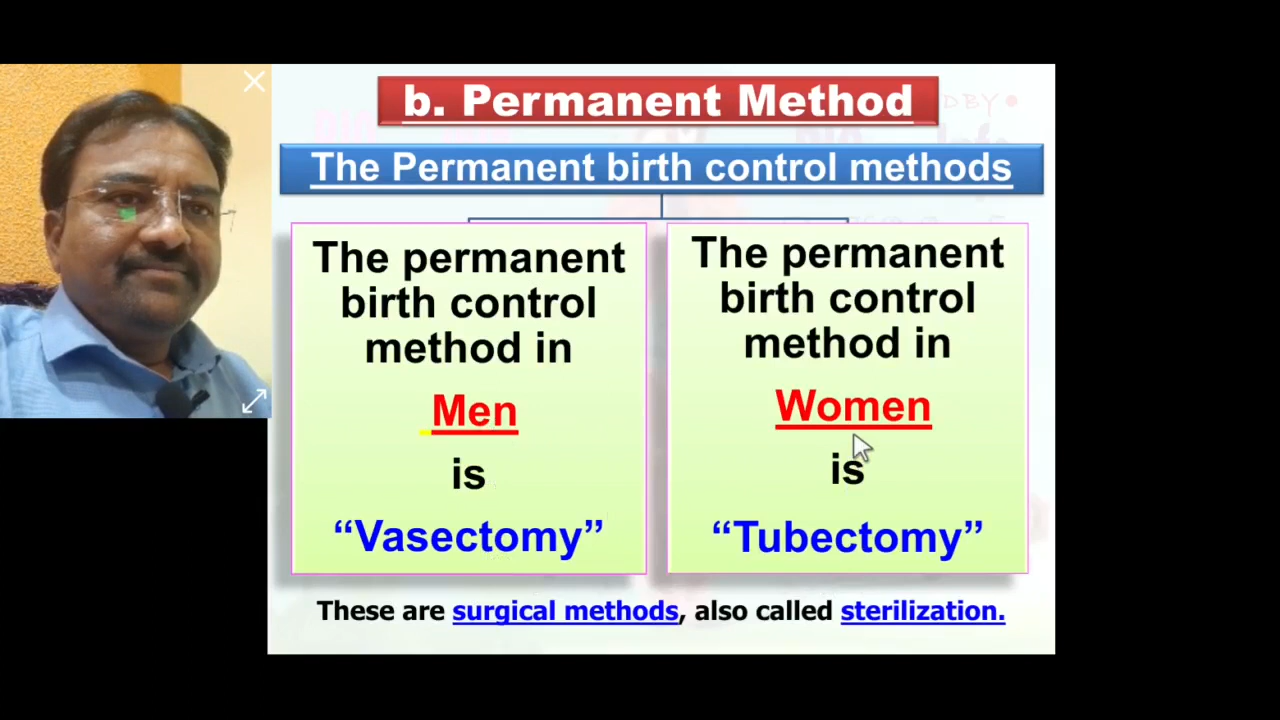 b. Permanent Method
The Permanent birth control methods
The permanent
birth control
method in
Men
is
“Vasectomy”
The permanent
birth control
method in
Women
is
“Tubectomy”
These are surgical methods, also called sterilization.